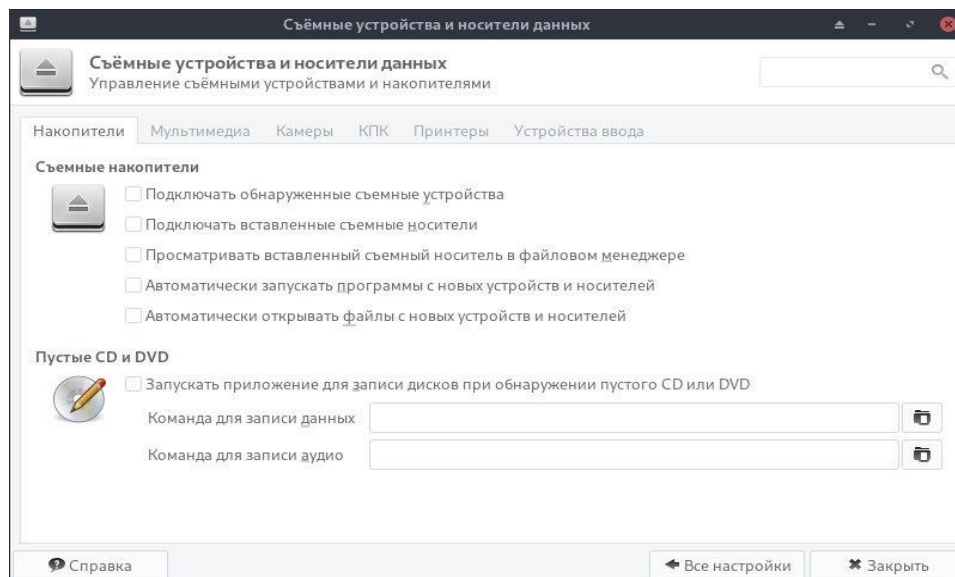 Съёмные устройства и носители данных
Съёмные устройства и носители данных
Управление съёмными устройствами и накопителями
Накопители Мультимедиа Камеры КПК Принтеры Устройства ввода
Съемные накопители
Подключать обнаруженные съемные устройства
Подключать вставленные съемные носители
Просматривать вставленный съемный носитель в файловом менеджере
Автоматически запускать программы с новых устройств и носителей
Автоматически открывать файлы с новых устройств и носителей
Пустые CD и DVD
Запускать приложение для записи дисков при обнаружении пустого CD или DVD
Команда для записи данных
Команда для записи аудио
Справка Все настройки Закрыть